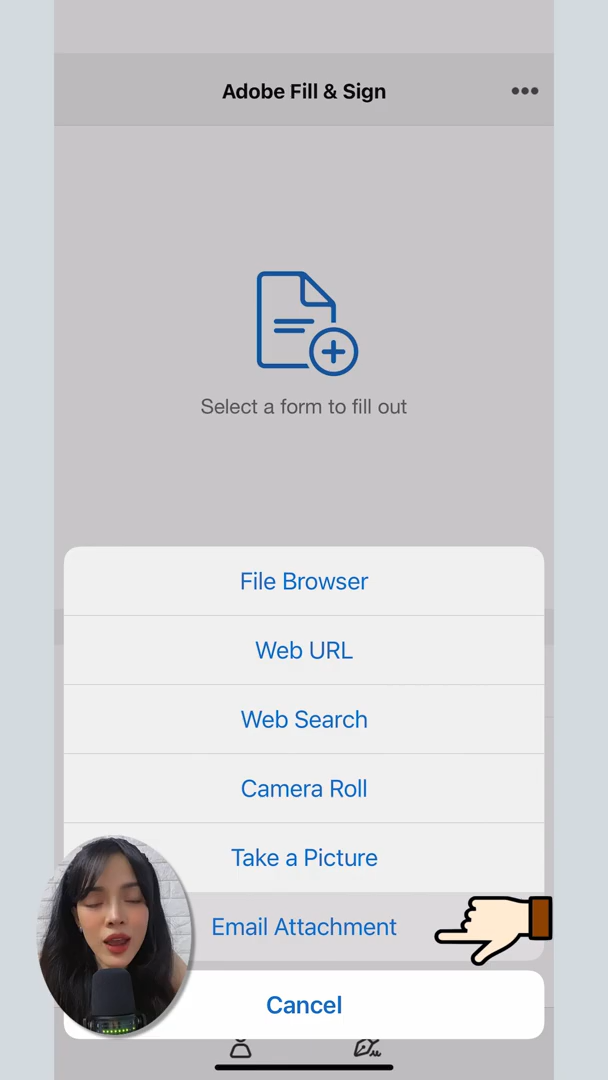 Adobe Fill & Sign
Select a form to fill out
File Browser
Web URL
Web Search
Camera Roll
Take a Picture
Email Attachment
Cancel